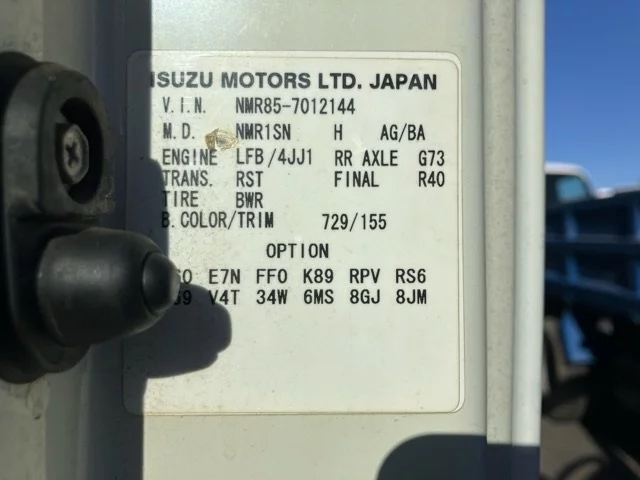 ISUZU MOTORS LTD. JAPAN
V.I.N. NMR85-7012144
M.D. NMR1SN H AG/BA
ENGINE LFB/4JJ1 RR AXLE G73
TRANS. RST FINAL R40
TIRE BWR
B.COLOR/TRIM 729/155
OPTION
E7N FF0 K89 RPV RS6
V4T 34W 6MS 8GJ 8JM